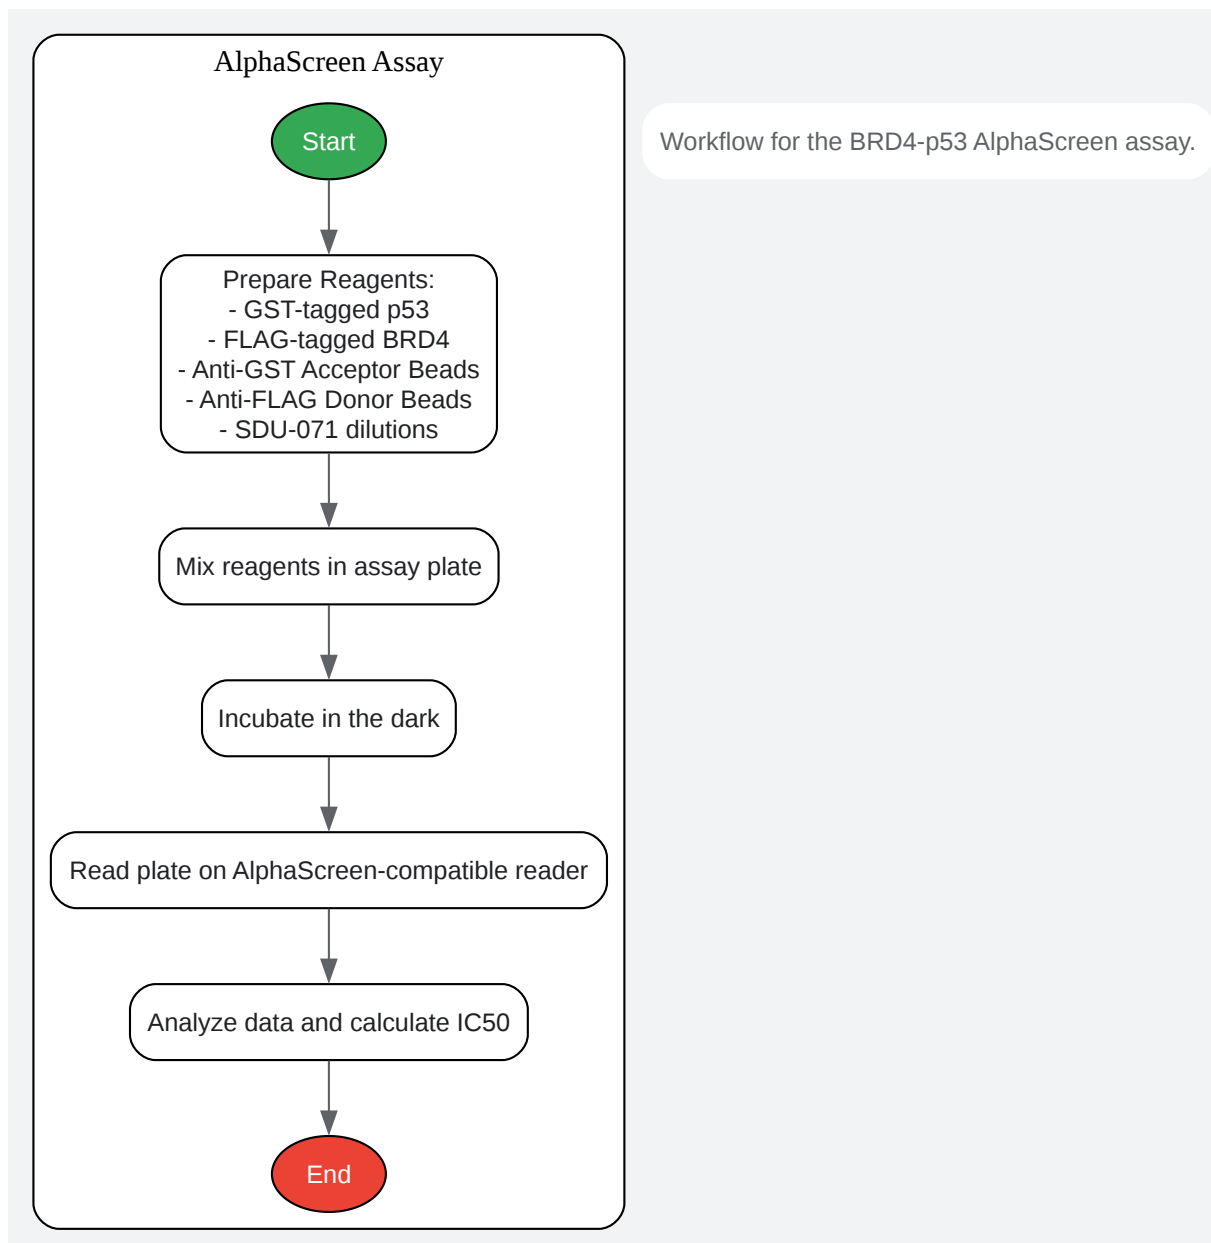 AlphaScreen Assay
Start
Workflow for the BRD4-p53 AlphaScreen assay.
Prepare Reagents:
- GST-tagged p53
- FLAG-tagged BRD4
- Anti-GST Acceptor Beads
- Anti-FLAG Donor Beads
- SDU-071 dilutions
Mix reagents in assay plate
Incubate in the dark
Read plate on AlphaScreen-compatible reader
Analyze data and calculate IC50
End